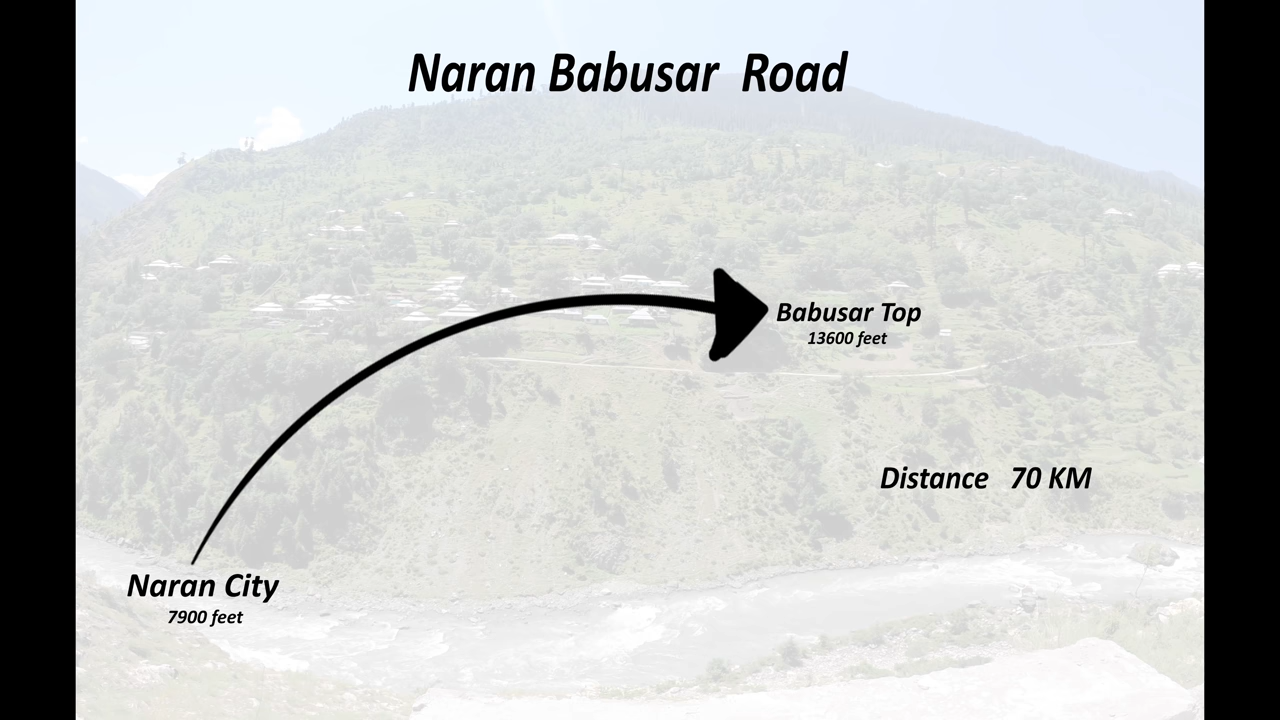 Naran Babusar Road
Babusar Top
13600 feet
Distance 70 KM
Naran City
7900 feet